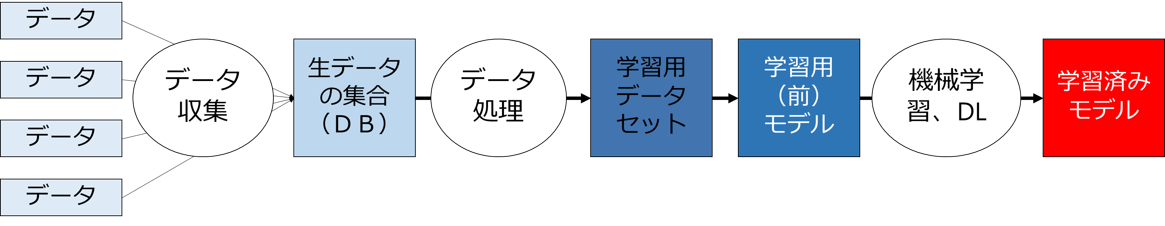 データ
データ
データ
データ
データ
収集
生データ
の集合
（ＤＢ）
データ
処理
学習用
データ
セット
学習用
（前）
モデル
機械学
習、DL
学習済み
モデル